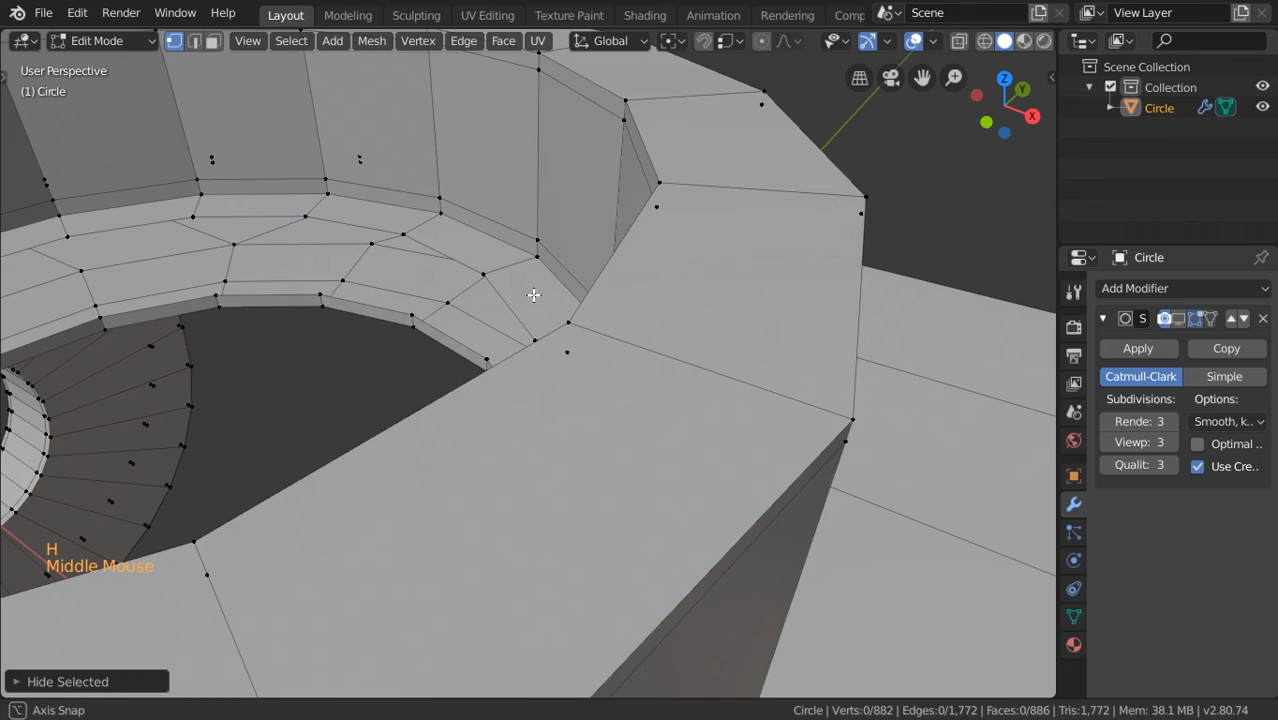 File Edit Render Window Help Layout Modeling Sculpting UV Editing Texture Paint Shading Animation Rendering Comp Scene View Layer
Edit Mode View Select Add Mesh Vertex Edge Face UV Global
User Perspective
(1) Circle
Z
Y
X
Scene Collection
Collection
Circle
Circle
Add Modifier
S
Apply Copy
Catmull-Clark Simple
Subdivisions: Options:
Rende: 3 Smooth, k..
Viewp: 3 Optimal ..
Qualit: 3 Use Cre..
H
Middle Mouse
Hide Selected
Axis Snap Circle | Verts:0/882 | Edges:0/1,772 | Faces:0/886 | Tris:1,772 | Mem: 38.1 MB | v2.80.74